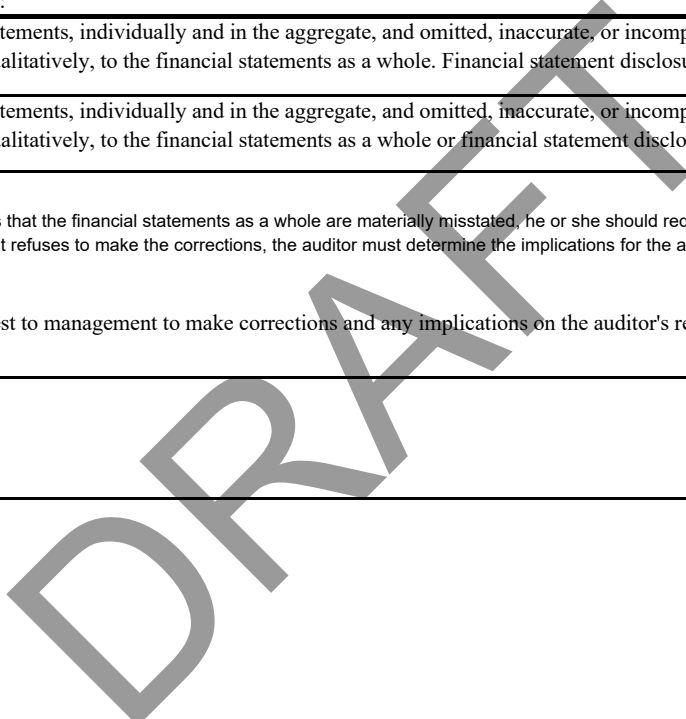 :
tements, individually and in the aggregate, and omitted, inaccurate, or incomp
alitatively, to the financial statements as a whole. Financial statement disclosu
tements, individually and in the aggregate, and omitted, inaccurate, or incomp
alitatively, to the financial statements as a whole or financial statement disclo
s that the financial statements as a whole are materially misstated, he or she should req
t refuses to make the corrections, the auditor must determine the implications for the a
est to management to make corrections and any implications on the auditor's re
DRAFT